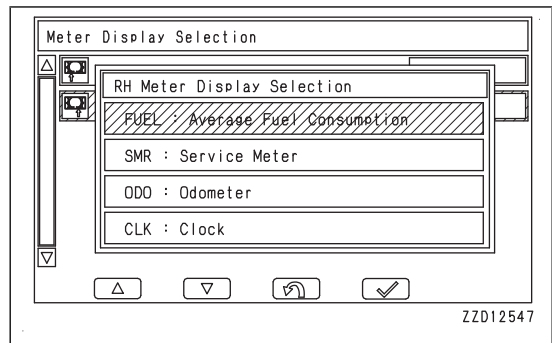 Meter Display Selection
RH Meter Display Selection
FUEL : Average Fuel Consumption
SMR : Service Meter
ODO : Odometer
CLK : Clock
ZZD12547